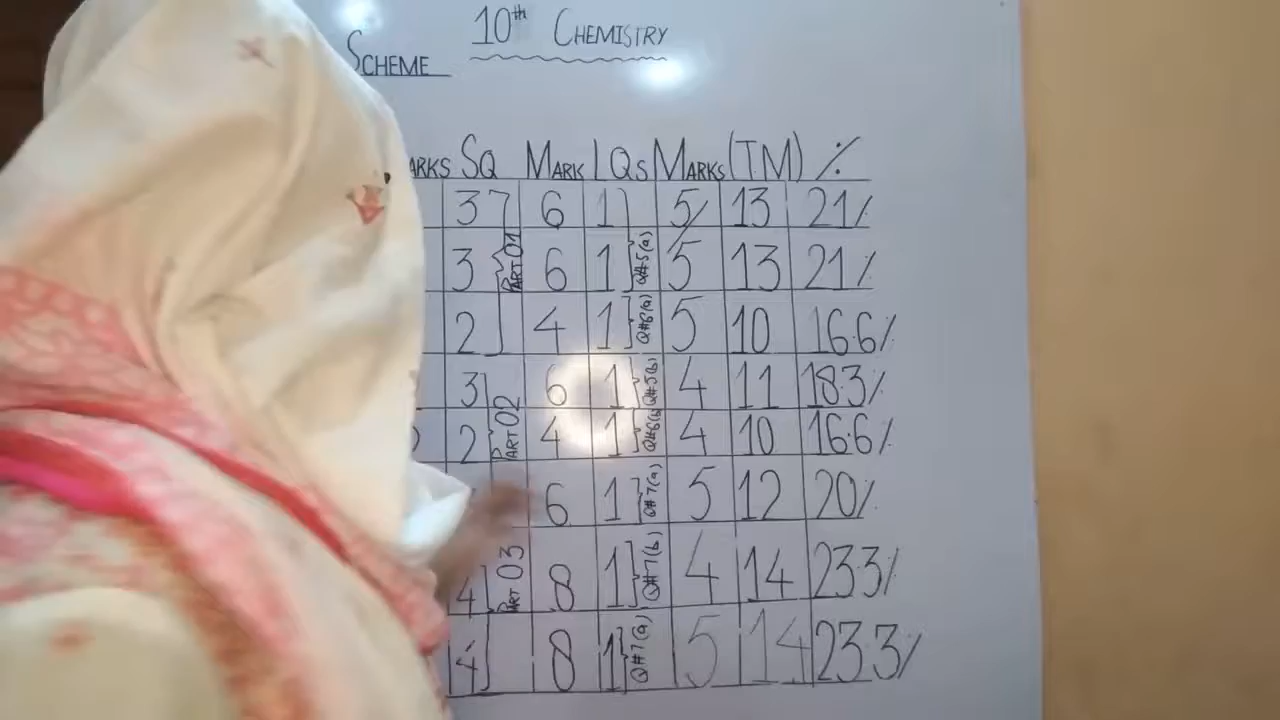 10th CHEMISTRY
SCHEME
ARKS SQ MARK LQs MARKS (TM) %
3 6 1 5/ 13 21%
3 PART 01 6 1 Q#5(a) 5 13 21%
2 4 1 Q#6(a) 5 10 16.6%
3 6 1 Q#5(b) 4 11 18.3%
2 PART 02 4 1 Q#6(b) 4 10 16.6%
6 1 Q#7(a) 5 12 20%
4 PART 03 8 1 Q#7(b) 4 14 23.3%
4 8 1 Q#7(a) 5 14 23.3%